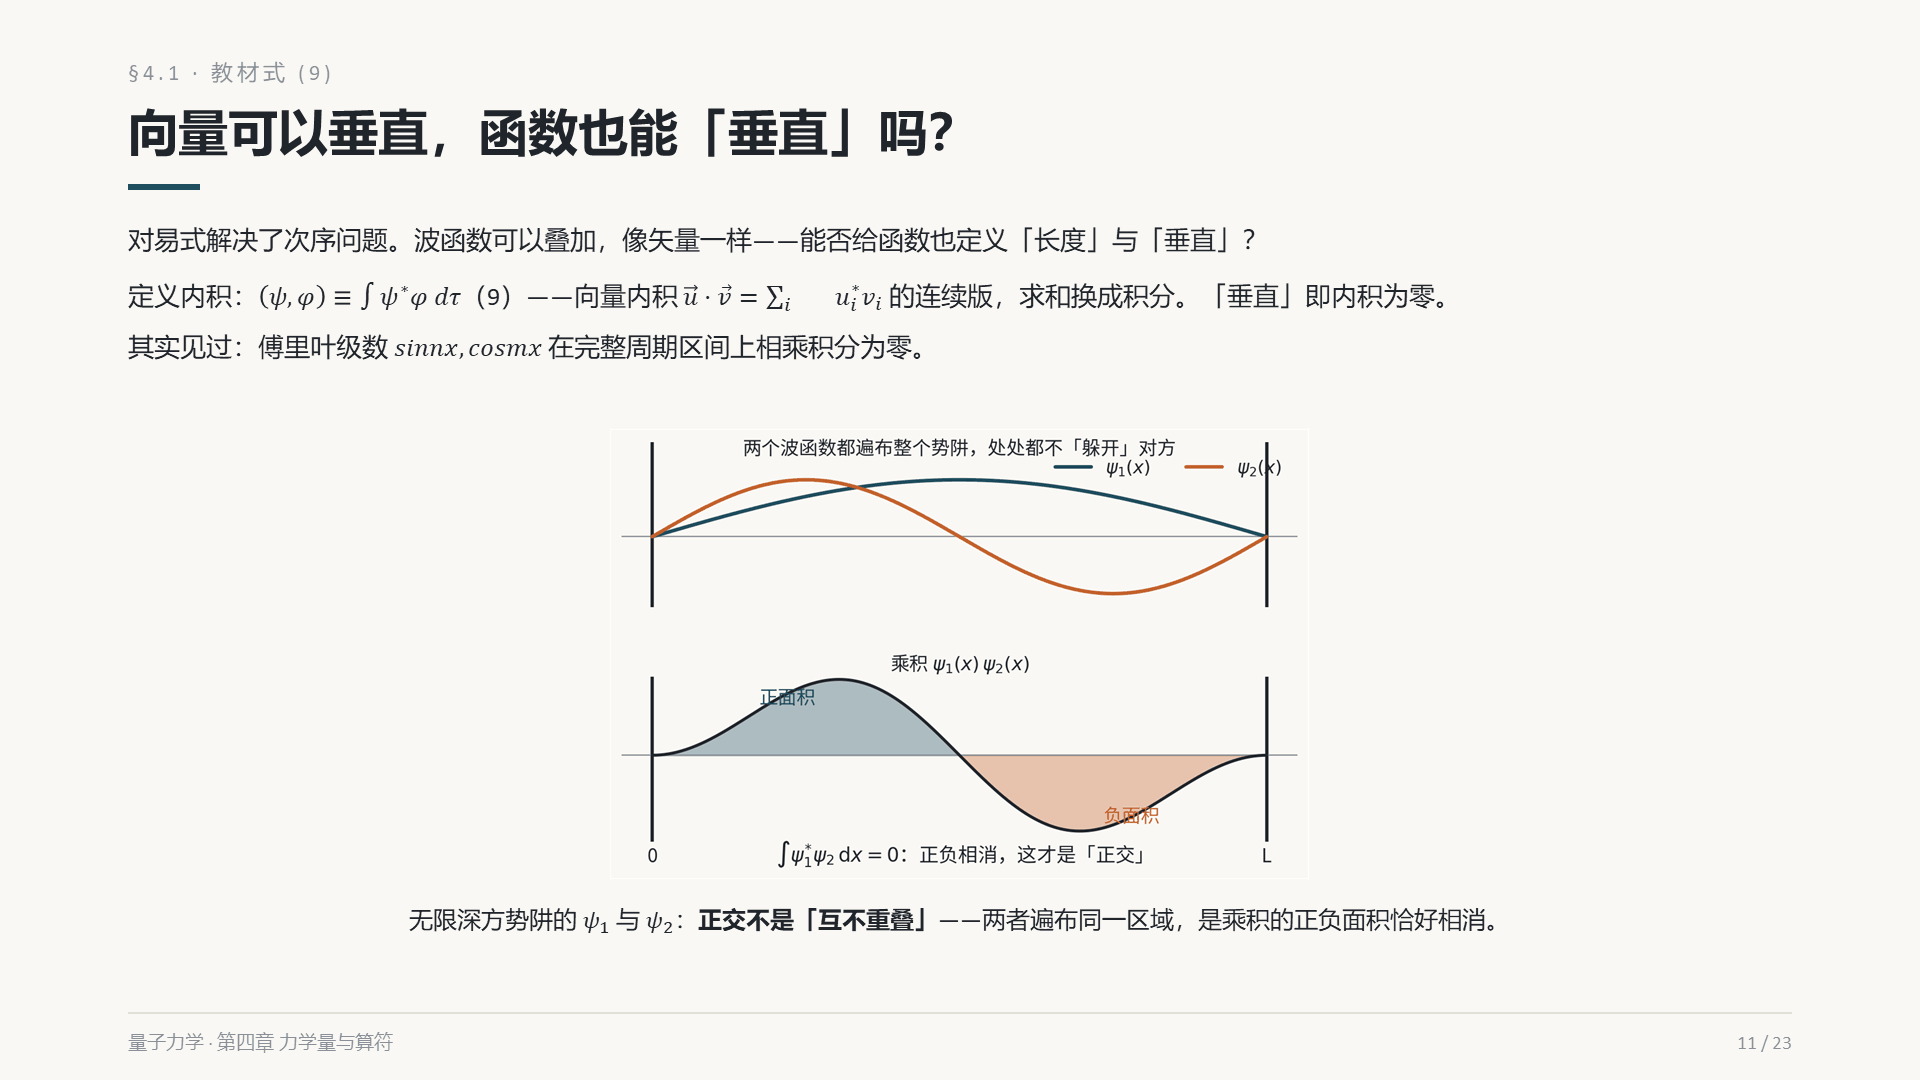 §4.1 · 教材式 (9)
向量可以垂直，函数也能「垂直」吗？
对易式解决了次序问题。波函数可以叠加，像矢量一样——能否给函数也定义「长度」与「垂直」？
定义内积：(ψ, φ) ≡ ∫ ψ*φ dτ（9）——向量内积 u⃗ · v⃗ = ∑ᵢ uᵢ*vᵢ 的连续版，求和换成积分。「垂直」即内积为零。
其实见过：傅里叶级数 sinnx, cosmx 在完整周期区间上相乘积分为零。
两个波函数都遍布整个势阱，处处都不「躲开」对方
ψ₁(x) ψ₂(x)
乘积 ψ₁(x) ψ₂(x)
正面积
负面积
0 ∫ψ₁*ψ₂ dx = 0：正负相消，这才是「正交」 L
无限深方势阱的 ψ₁ 与 ψ₂：正交不是「互不重叠」——两者遍布同一区域，是乘积的正负面积恰好相消。
量子力学 · 第四章 力学量与算符
11 / 23